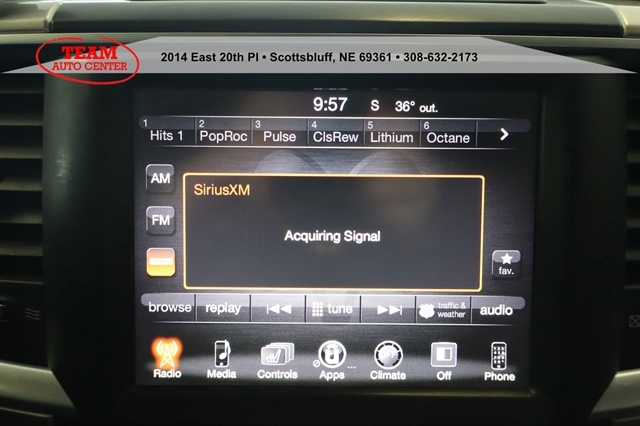 TEAM
AUTO CENTER
2014 East 20th Pl • Scottsbluff, NE 69361 • 308-632-2173
9:57 S 36° out.
1 Hits 1 2 PopRoc 3 Pulse 4 ClsRew 5 Lithium 6 Octane
AM
SiriusXM
FM
Acquiring Signal
sxm
fav.
browse replay tune traffic & weather audio
Radio Media Controls Apps Climate Off Phone